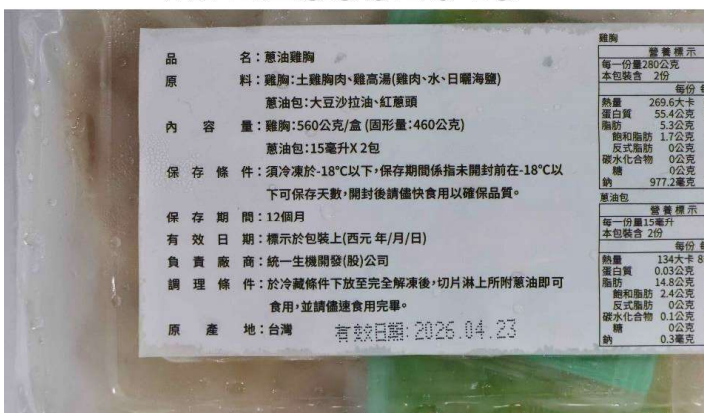 品名：蔥油雞胸
原料：雞胸：土雞胸肉、雞高湯(雞肉、水、日曬海鹽)
蔥油包：大豆沙拉油、紅蔥頭
內容量：雞胸：560公克/盒 (固形量：460公克)
蔥油包：15毫升X 2包
保存條件：須冷凍於-18°C以下，保存期間係指未開封前在-18°C以
下可保存天數，開封後請儘快食用以確保品質。
保存期間：12個月
有效日期：標示於包裝上(西元 年/月/日)
負責廠商：統一生機開發(股)公司
調理條件：於冷藏條件下放至完全解凍後，切片淋上所附蔥油即可
食用，並請儘速食用完畢。
原產地：台灣
有效日期：2026.04.23
雞胸
營養標示
每一份量280公克
本包裝含 2份
每份
熱量 269.6大卡
蛋白質 55.4公克
脂肪 5.3公克
飽和脂肪 1.7公克
反式脂肪 0公克
碳水化合物 0公克
糖 0公克
鈉 977.2毫克
蔥油包
營養標示
每一份量15毫升
本包裝含 2份
每份
熱量 134大卡 8
蛋白質 0.03公克
脂肪 14.8公克
飽和脂肪 2.4公克
反式脂肪 0公克
碳水化合物 0.1公克
糖 0公克
鈉 0.3毫克